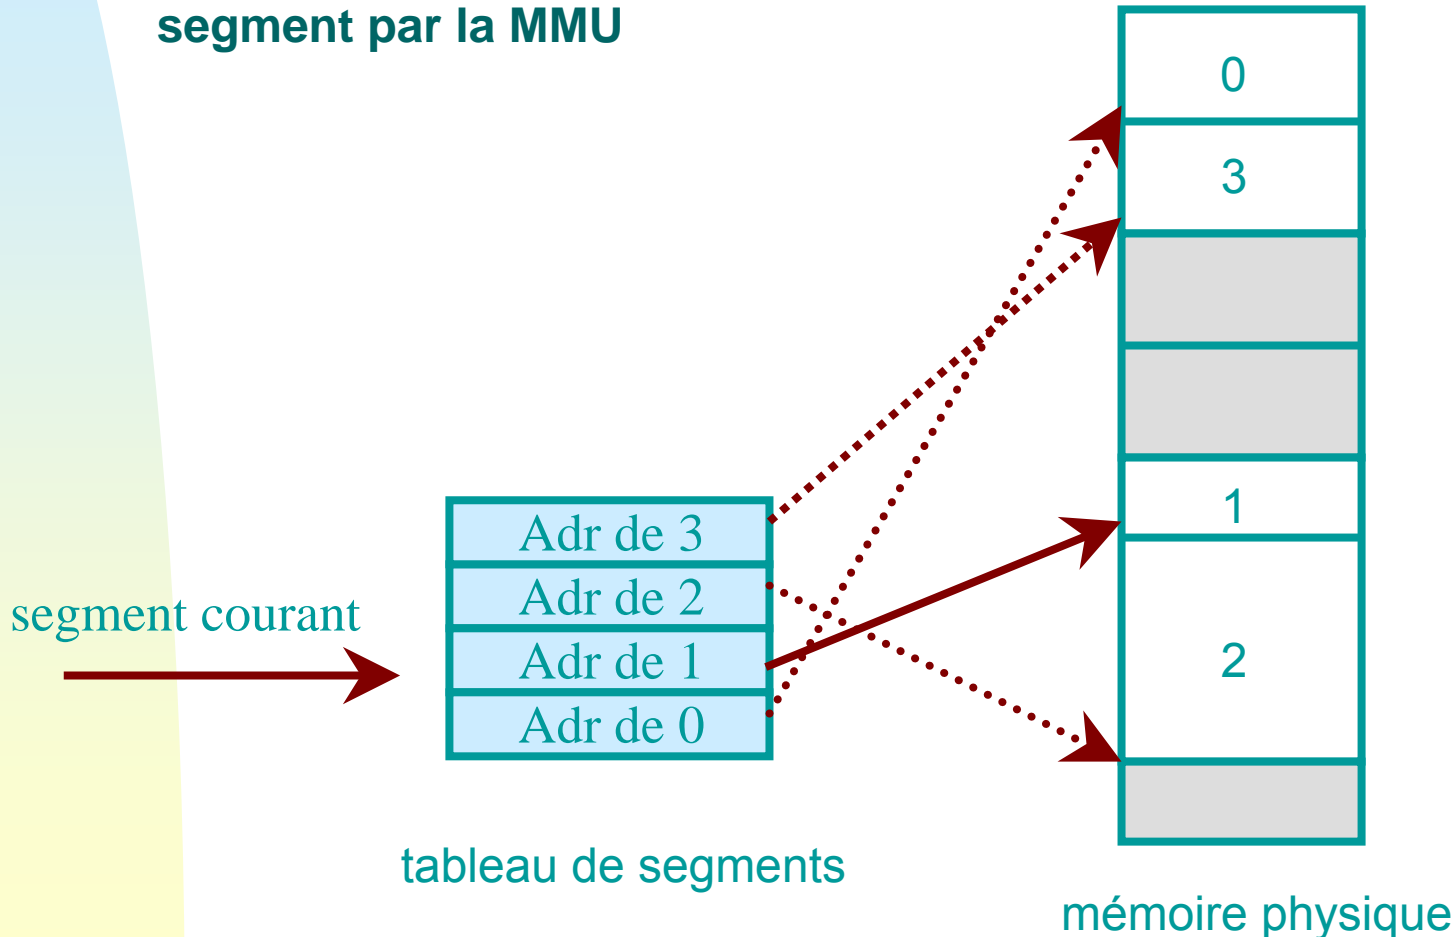 segment par la MMU
0
3
1
2
Adr de 3
Adr de 2
Adr de 1
Adr de 0
segment courant
tableau de segments
mémoire physique